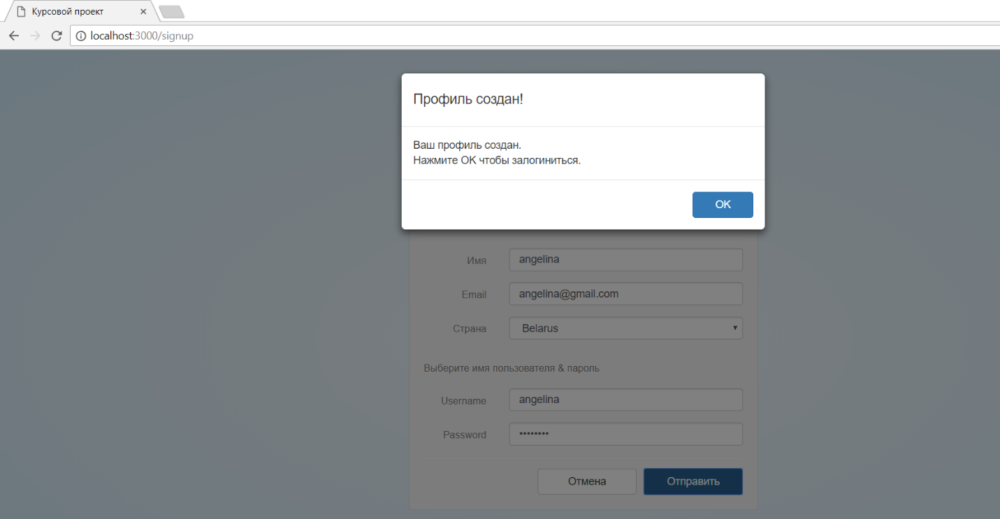 Курсовой проект
localhost:3000/signup
Профиль создан!
Ваш профиль создан.
Нажмите OK чтобы залогиниться.
OK
Имя angelina
Email angelina@gmail.com
Страна Belarus
Выберите имя пользователя & пароль
Username angelina
Password ••••••••
Отмена Отправить